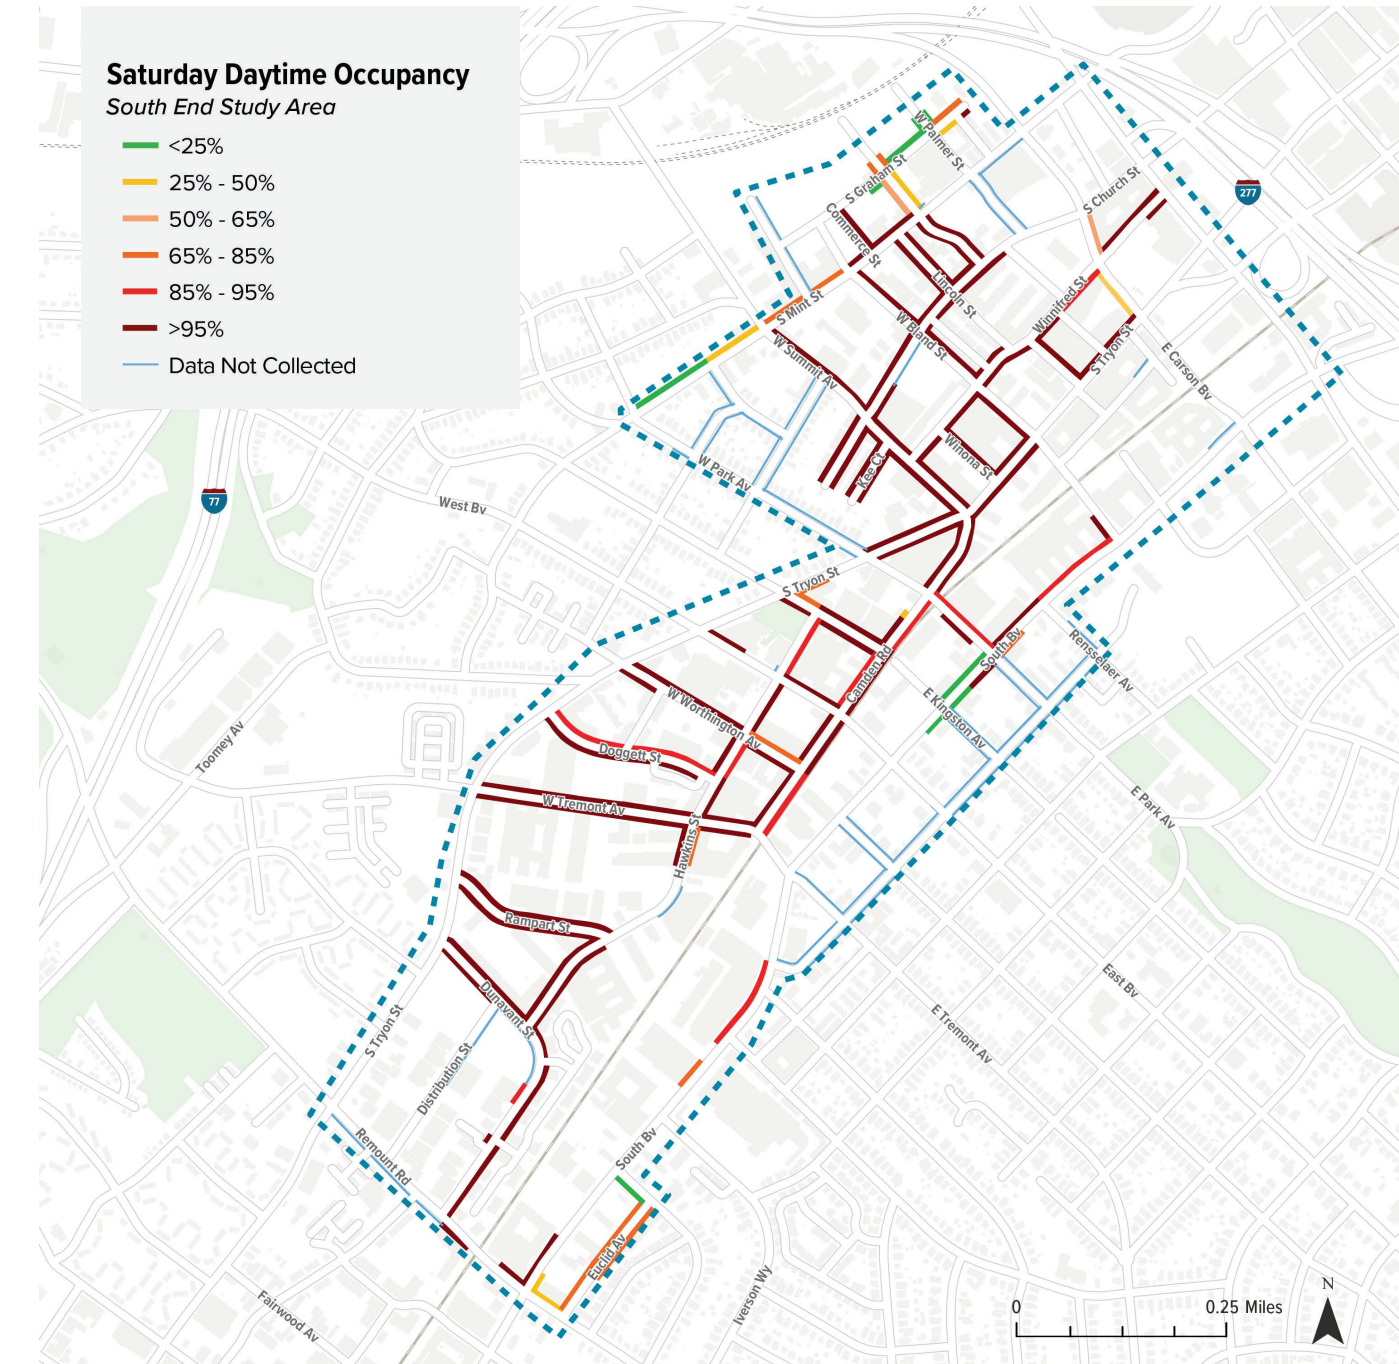 Saturday Daytime Occupancy
South End Study Area
<25%
25% - 50%
50% - 65%
65% - 85%
85% - 95%
>95%
Data Not Collected
W Palmer St
S Graham St
S Church St
277
Commerce St
Lincoln St
S Mint St
Winnifred St
W Bland St
S Tryon St
E Carson Bv
W Summit Av
Winona St
Kee Ct
W Park Av
77
West Bv
S Tryon St
South Bv
Rensselaer Av
Camden Rd
E Kingston Av
W Worthington Av
Toomey Av
Doggett St
W Tremont Av
E Park Av
Hawkins St
Rampart St
East Bv
Dunavant St
S Tryon St
E Tremont Av
Distribution St
Remount Rd
South Bv
Euclid Av
Iverson Wy
Fairwood Av
N
0
0.25 Miles